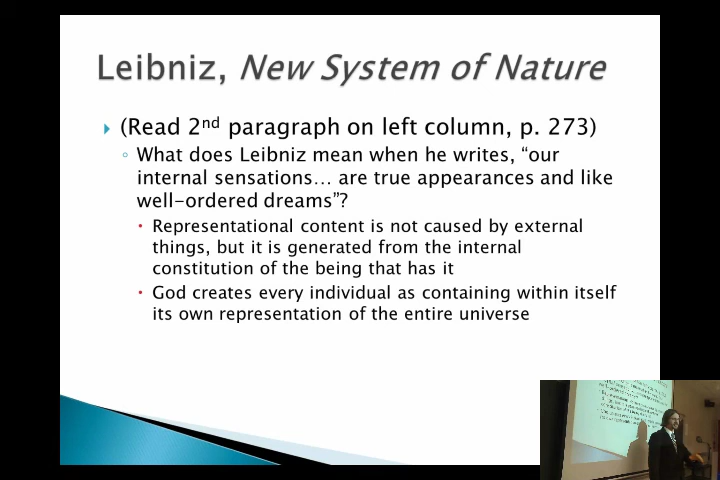 Leibniz, New System of Nature
(Read 2nd paragraph on left column, p. 273)
What does Leibniz mean when he writes, “our
internal sensations… are true appearances and like
well-ordered dreams”?
Representational content is not caused by external
things, but it is generated from the internal
constitution of the being that has it
God creates every individual as containing within itself
its own representation of the entire universe